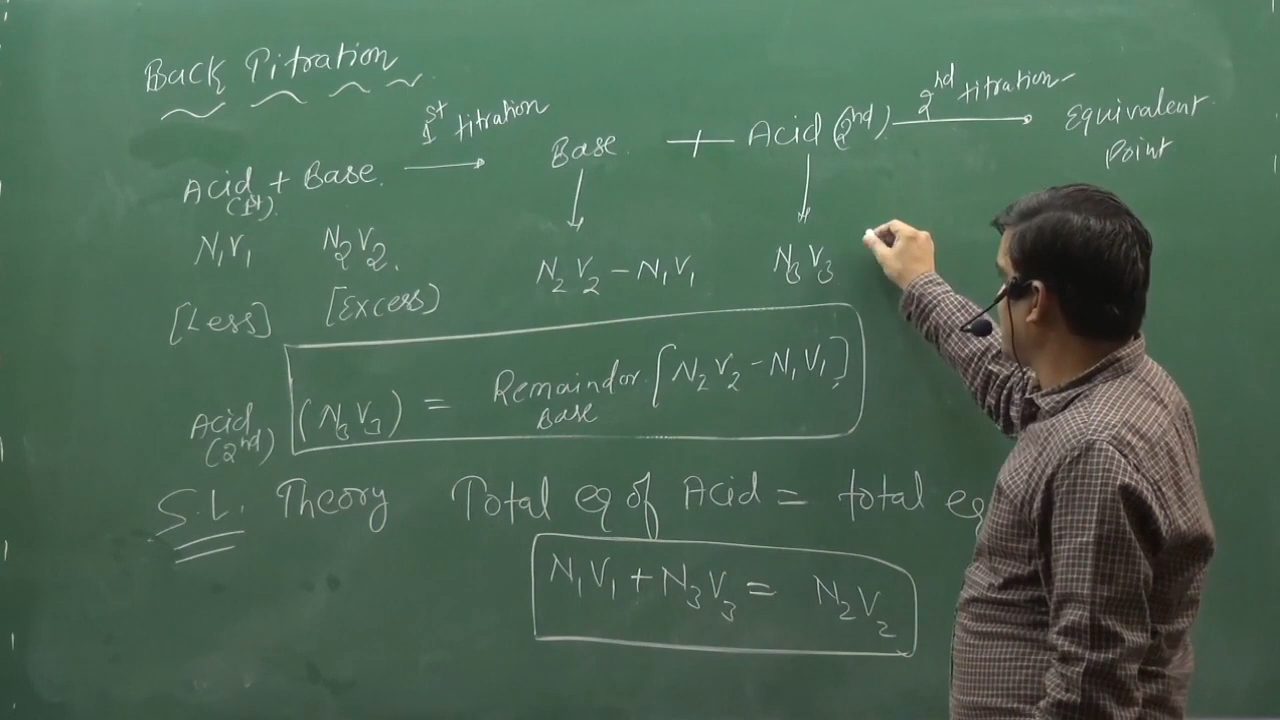 Back Titration
1st titration
2nd titration
Acid + Base
Base + Acid (2nd)
Equivalent
Point
(1st)
N1V1 N2V2
N2V2 - N1V1 N3V3
[Less] [Excess]
Acid (N3V3) = Remaindor [N2V2 - N1V1]
(2nd) Base
S.L. Theory Total eq of Acid = total eq
N1V1 + N3V3 = N2V2